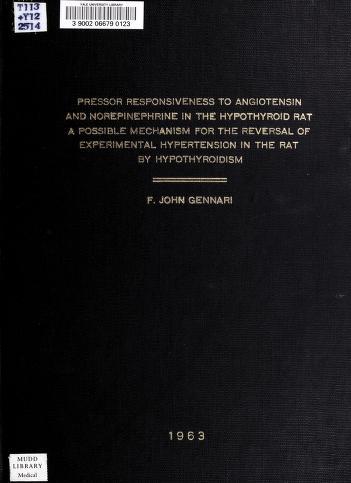 T113
+Y12
2514
YALE UNIVERSITY LIBRARY
3 9002 06679 0123
PRESSOR RESPONSIVENESS TO ANGIOTENSIN
AND NOREPINEPHRINE IN THE HYPOTHYROID RAT
A POSSIBLE MECHANISM FOR THE REVERSAL OF
EXPERIMENTAL HYPERTENSION IN THE RAT
BY HYPOTHYROIDISM
F. JOHN GENNARI
1963
MUDD
LIBRARY
Medical